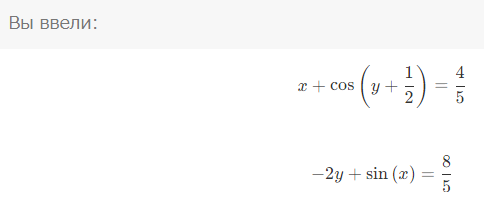 Вы ввели:
x + cos(y + 1/2) = 4/5
−2y + sin (x) = 8/5